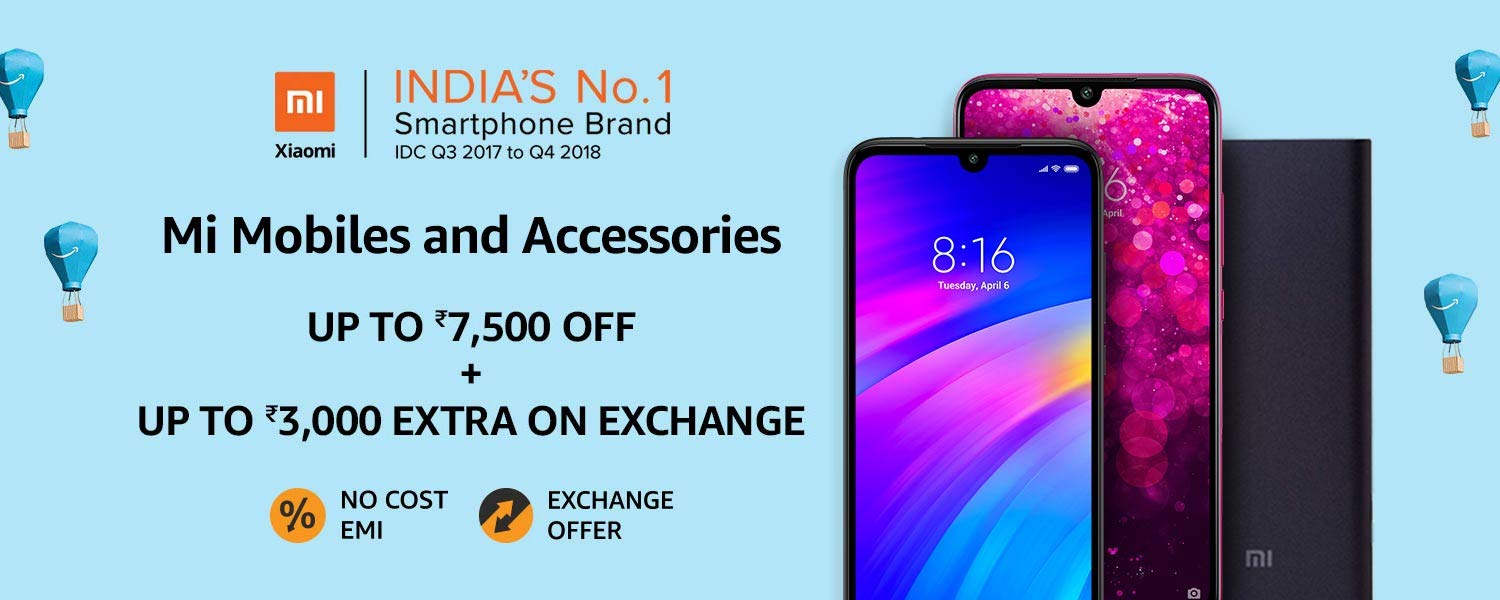 mi
Xiaomi
INDIA'S No.1
Smartphone Brand
IDC Q3 2017 to Q4 2018
Mi Mobiles and Accessories
UP TO ₹7,500 OFF
+
UP TO ₹3,000 EXTRA ON EXCHANGE
%
NO COST
EMI
EXCHANGE
OFFER
8:16
Tuesday, April 6
6
April
mi